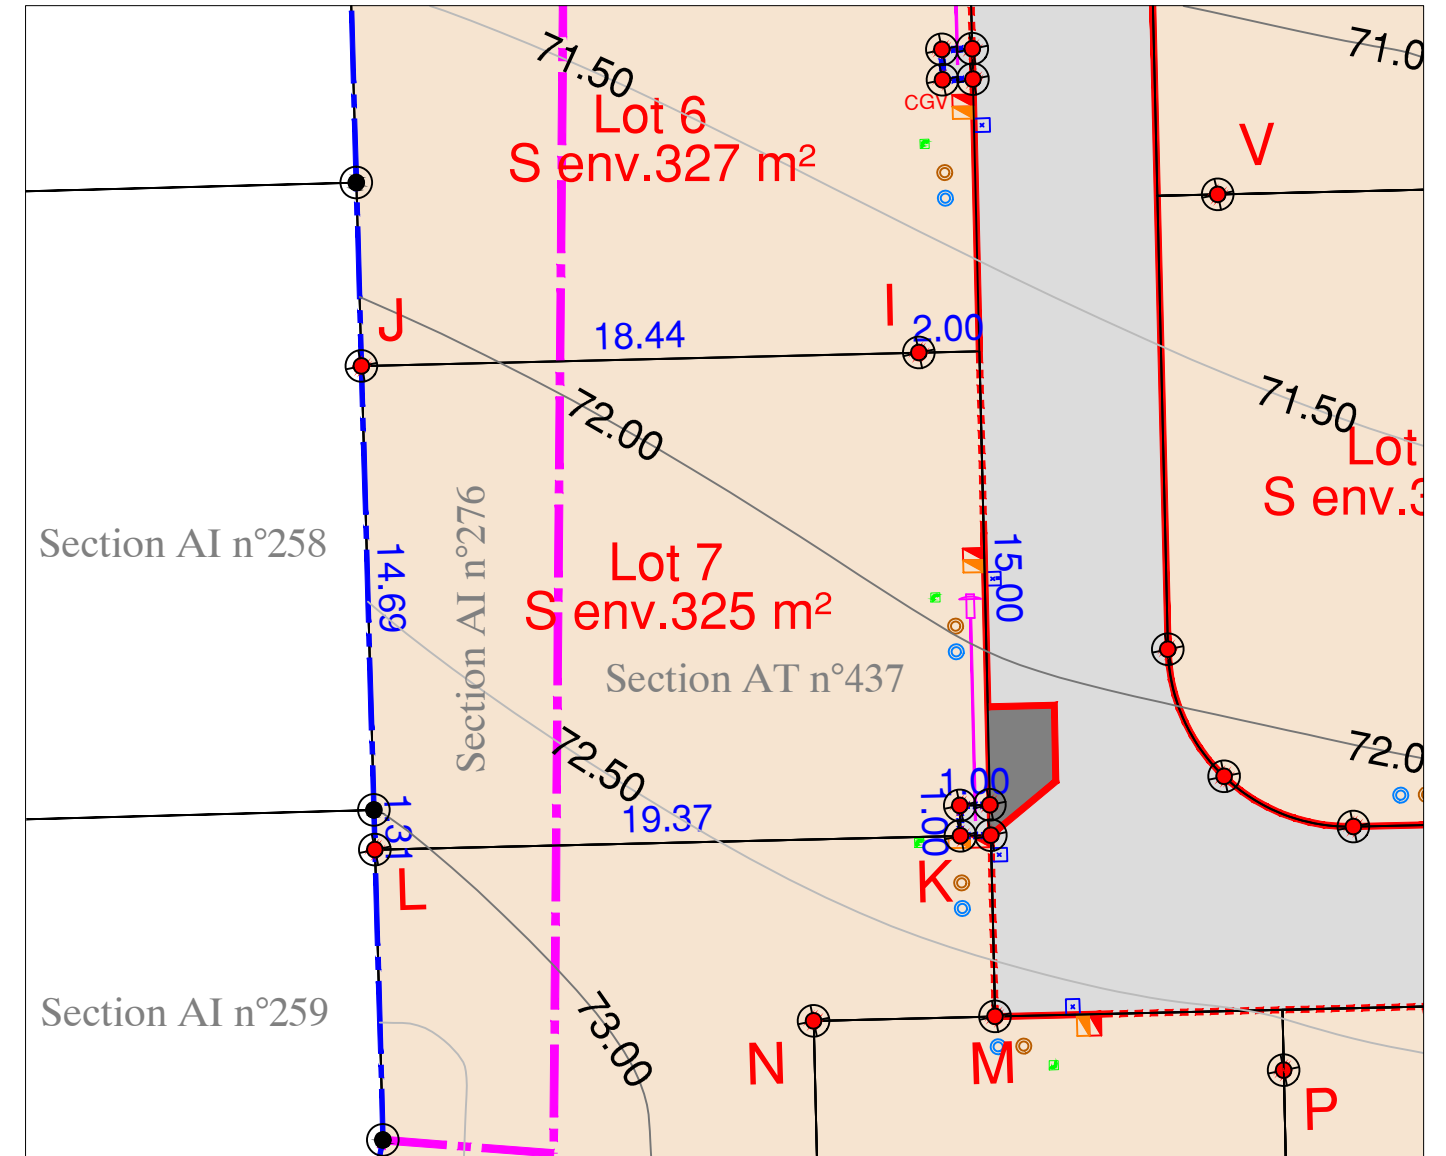 71.50
71.0
Lot 6
S env.327 m²
CGV
V
J
18.44
I
2.00
72.00
71.50
Lot
S env.3
Section AI n°258
Section AI n°276
14.69
Lot 7
S env.325 m²
15.00
Section AT n°437
72.50
72.0
1.00
1.00
19.37
1.31
L
K
Section AI n°259
73.00
N
M
P